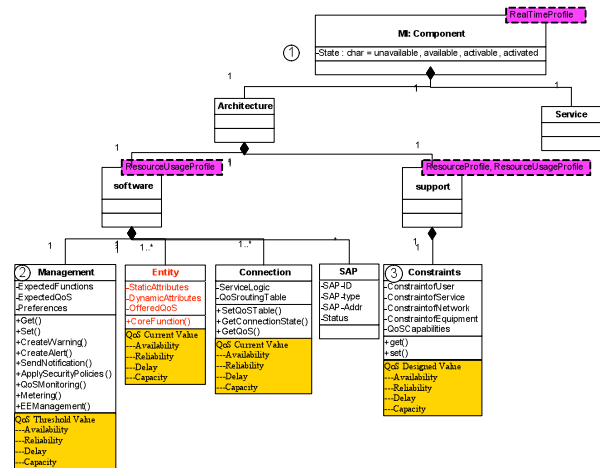 RealTimeProfile
MI: Component
1
-State : char = unavailable, available, activable, activated
1
1
1
Architecture
Service
1
1
1
1
ResourceUsageProfile
ResourceProfile, ResourceUsageProfile
software
support
1
1
1
1..*
1..*
*
1
1
2
Management
-ExpectedFunctions
-ExpectedQoS
-Preferences
+Get()
+Set()
+CreateWarning()
+CreateAlert()
+SendNotification()
+ApplySecurityPolicies()
+QoSMonitoring()
+Metering()
+EEManagement()
QoS Threshold Value
---Availability
---Reliability
---Delay
---Capacity
Entity
-StaticAttributes
-DynamicAttributes
-OfferedQoS
+CoreFunction()
QoS Current Value
---Availability
---Reliability
---Delay
---Capacity
Connection
-ServiceLogic
-QoSroutingTable
+SetQoSTable()
+GetConnectionState()
+GetQoS()
QoS Current Value
---Availability
---Reliability
---Delay
---Capacity
SAP
-SAP-ID
-SAP-type
-SAP-Addr
-Status
3
Constraints
-ConstraintofUser
-ConstraintofService
-ConstraintofNetwork
-ConstraintofEquipment
-QoSCapabilities
+get()
+set()
QoS Designed Value
---Availability
---Reliability
---Delay
---Capacity